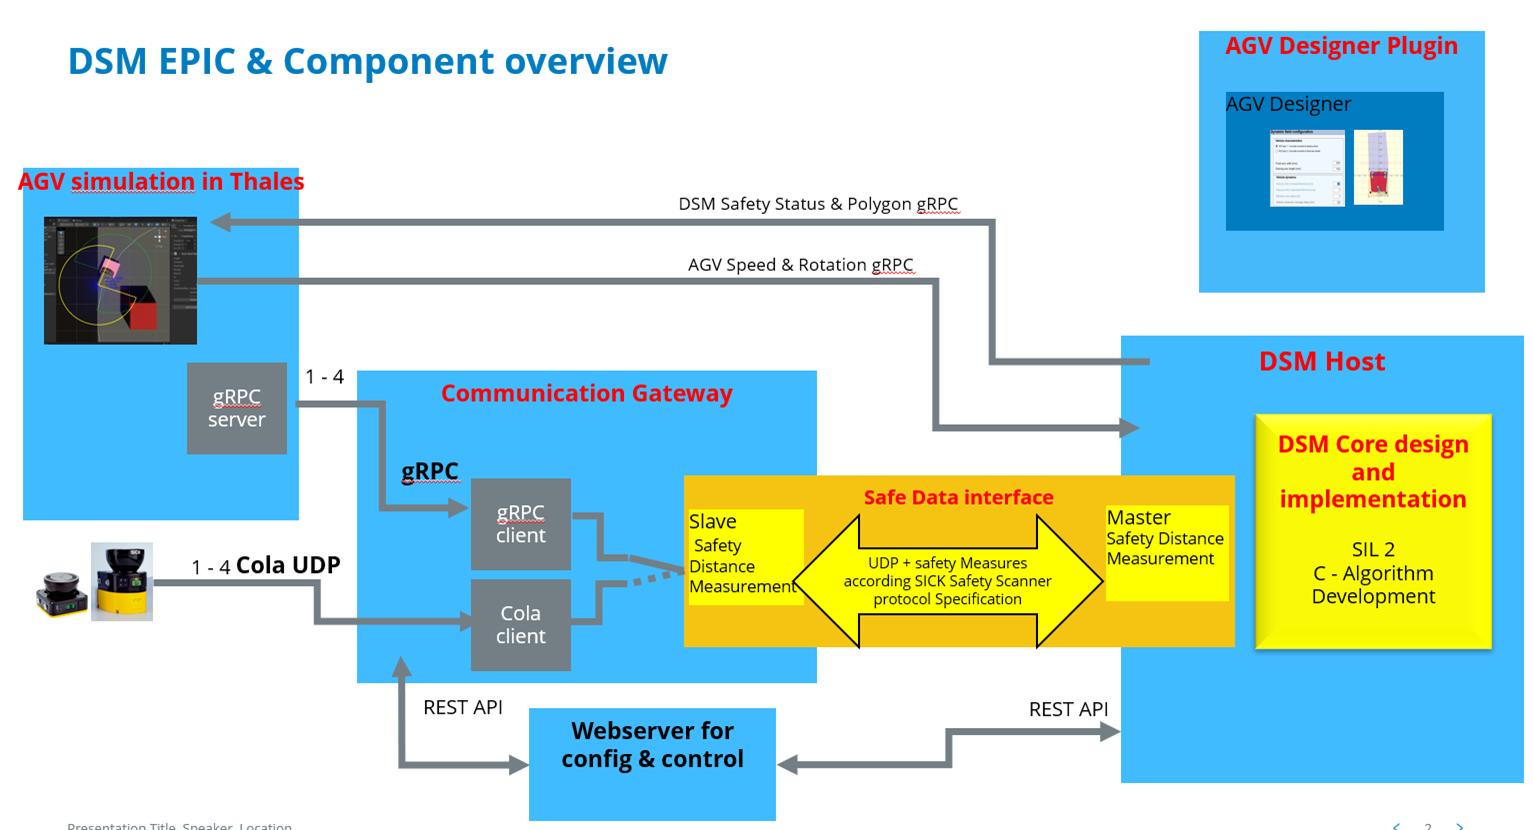 DSM EPIC & Component overview
AGV Designer Plugin
AGV Designer
AGV simulation in Thales
DSM Safety Status & Polygon gRPC
AGV Speed & Rotation gRPC
gRPC
server
1 - 4
Communication Gateway
gRPC
gRPC
client
Cola
client
1 - 4 Cola UDP
DSM Host
DSM Core design
and
implementation
SIL 2
C - Algorithm
Development
Safe Data interface
Slave
Safety
Distance
Measurement
UDP + safety Measures
according SICK Safety Scanner
protocol Specification
Master
Safety Distance
Measurement
REST API
Webserver for
config & control
REST API
Presentation Title, Speaker, Location
2